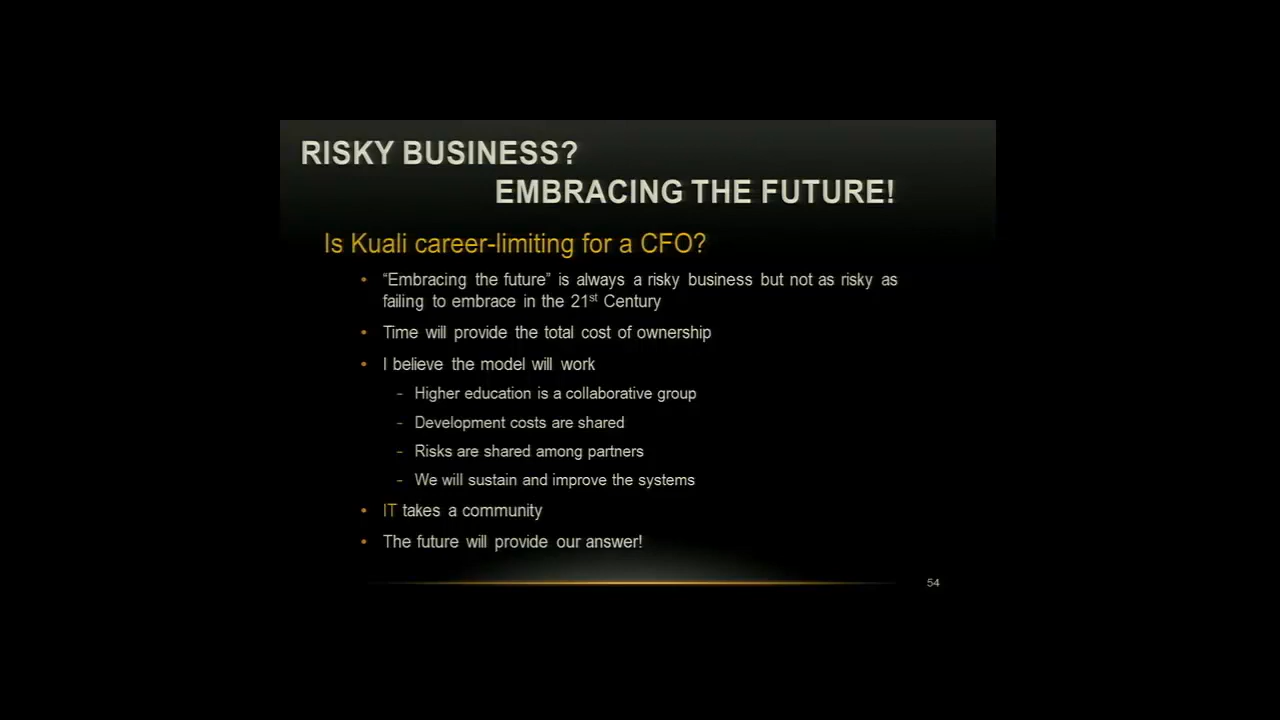 RISKY BUSINESS?
EMBRACING THE FUTURE!
Is Kuali career-limiting for a CFO?
• “Embracing the future” is always a risky business but not as risky as
failing to embrace in the 21st Century
• Time will provide the total cost of ownership
• I believe the model will work
- Higher education is a collaborative group
- Development costs are shared
- Risks are shared among partners
- We will sustain and improve the systems
• IT takes a community
• The future will provide our answer!
54